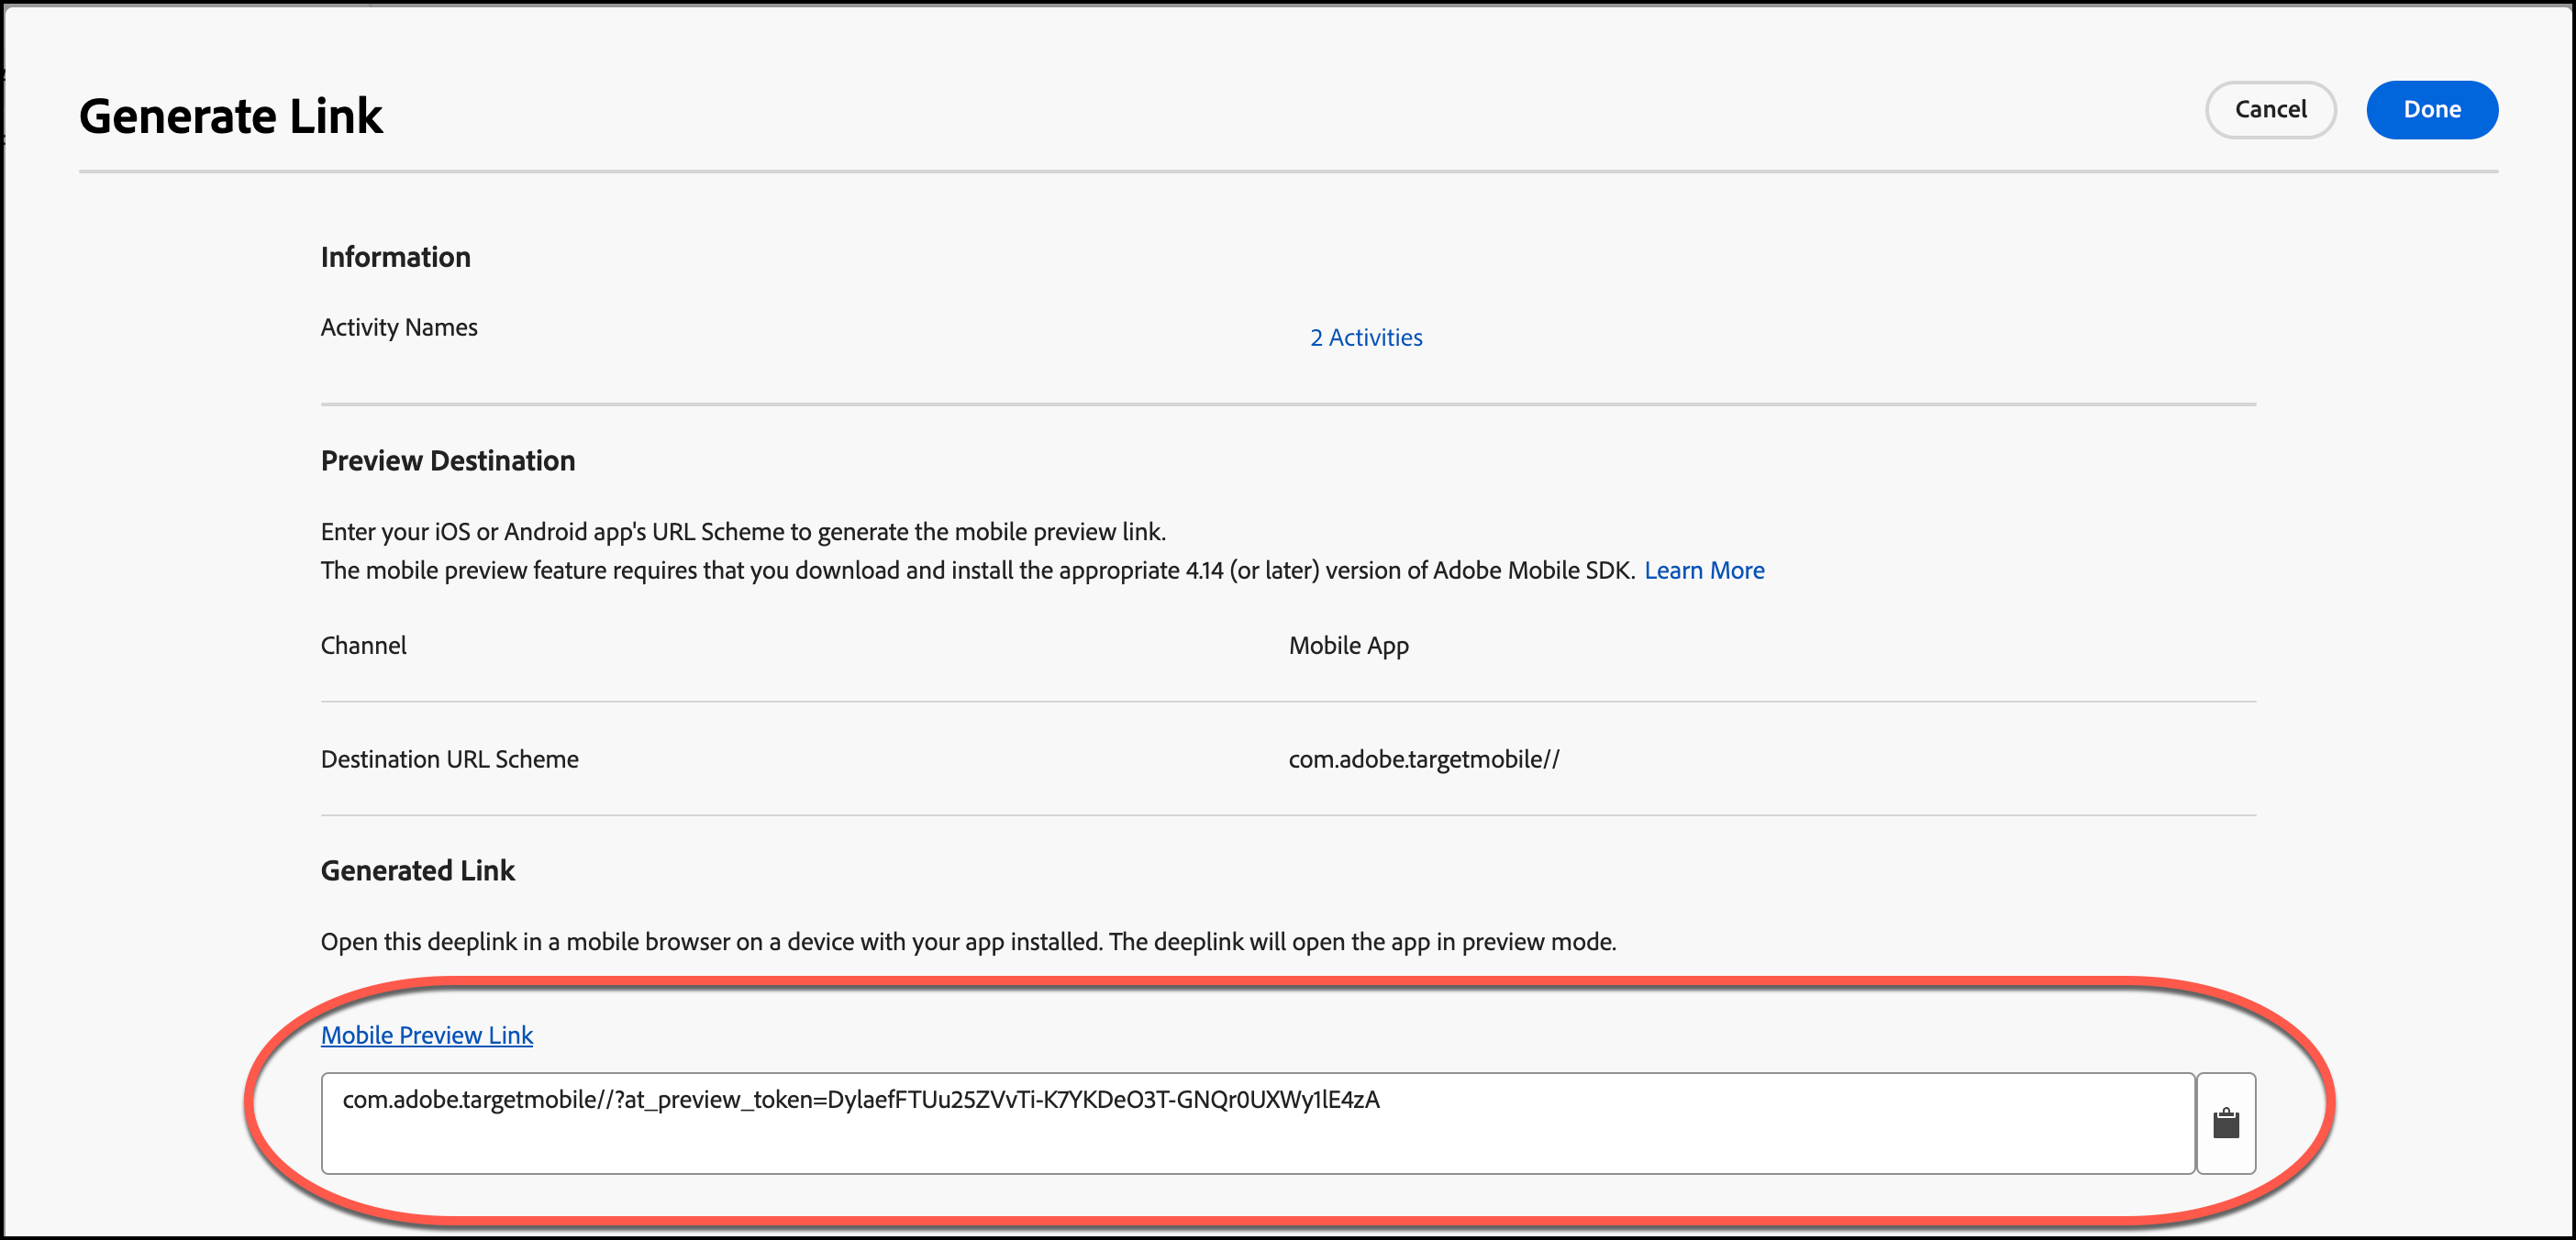 Generate Link
Cancel
Done
Information
Activity Names
2 Activities
Preview Destination
Enter your iOS or Android app's URL Scheme to generate the mobile preview link.
The mobile preview feature requires that you download and install the appropriate 4.14 (or later) version of Adobe Mobile SDK. Learn More
Channel
Mobile App
Destination URL Scheme
com.adobe.targetmobile//
Generated Link
Open this deeplink in a mobile browser on a device with your app installed. The deeplink will open the app in preview mode.
Mobile Preview Link
com.adobe.targetmobile//?at_preview_token=DylaefFTUu25ZVvTi-K7YKDeO3T-GNQr0UXWy1lE4zA